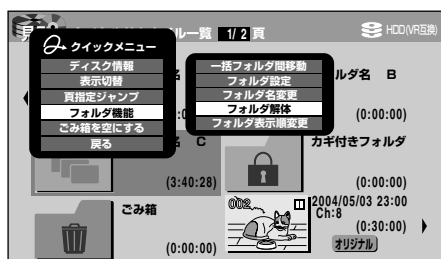 ル一覧 1/ 2 頁
HDD(VR互換)
クイックメニュー
ディスク情報
表示切替
頁指定ジャンプ
フォルダ機能
ごみ箱を空にする
戻る
一括フォルダ間移動
フォルダ設定
フォルダ名変更
フォルダ解体
フォルダ表示順変更
ルダ名 B
(0:00:00)
名 C
(3:40:28)
カギ付きフォルダ
(0:00:00)
ごみ箱
(0:00:00)
002
2004/05/03 23:00
Ch:8
(0:30:00)
オリジナル